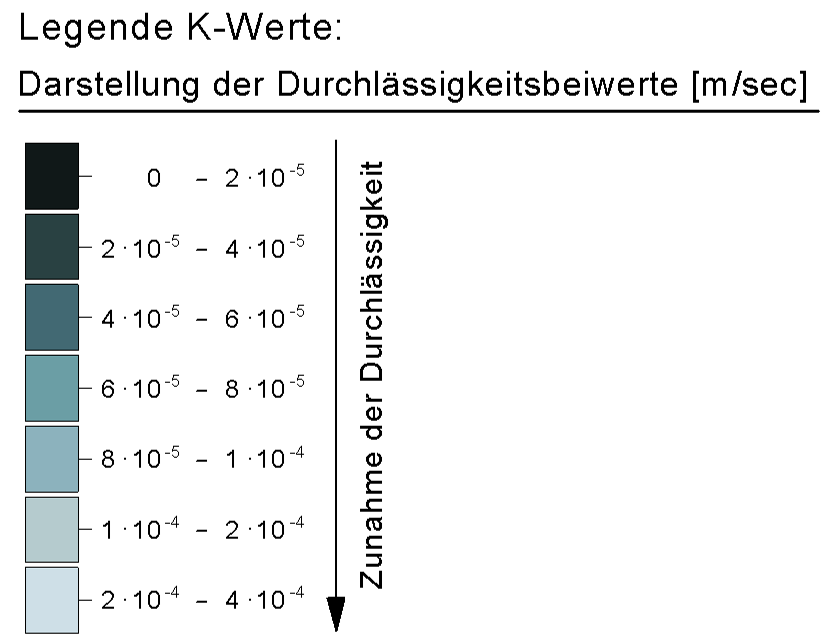 Legende K-Werte:
Darstellung der Durchlässigkeitsbeiwerte [m/sec]
0 - 2·10⁻⁵
2·10⁻⁵ - 4·10⁻⁵
4·10⁻⁵ - 6·10⁻⁵
6·10⁻⁵ - 8·10⁻⁵
8·10⁻⁵ - 1·10⁻⁴
1·10⁻⁴ - 2·10⁻⁴
2·10⁻⁴ - 4·10⁻⁴
Zunahme der Durchlässigkeit